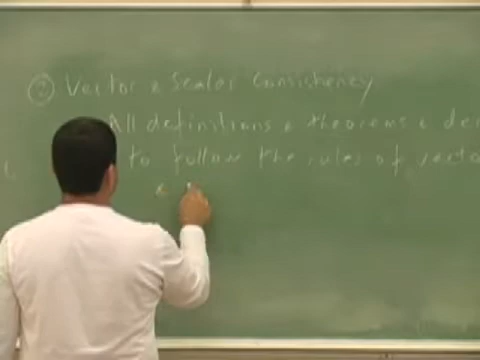 ② Vector & Scalar Consistency
All definitions & theorems & der
to follow the rules of vecto
&